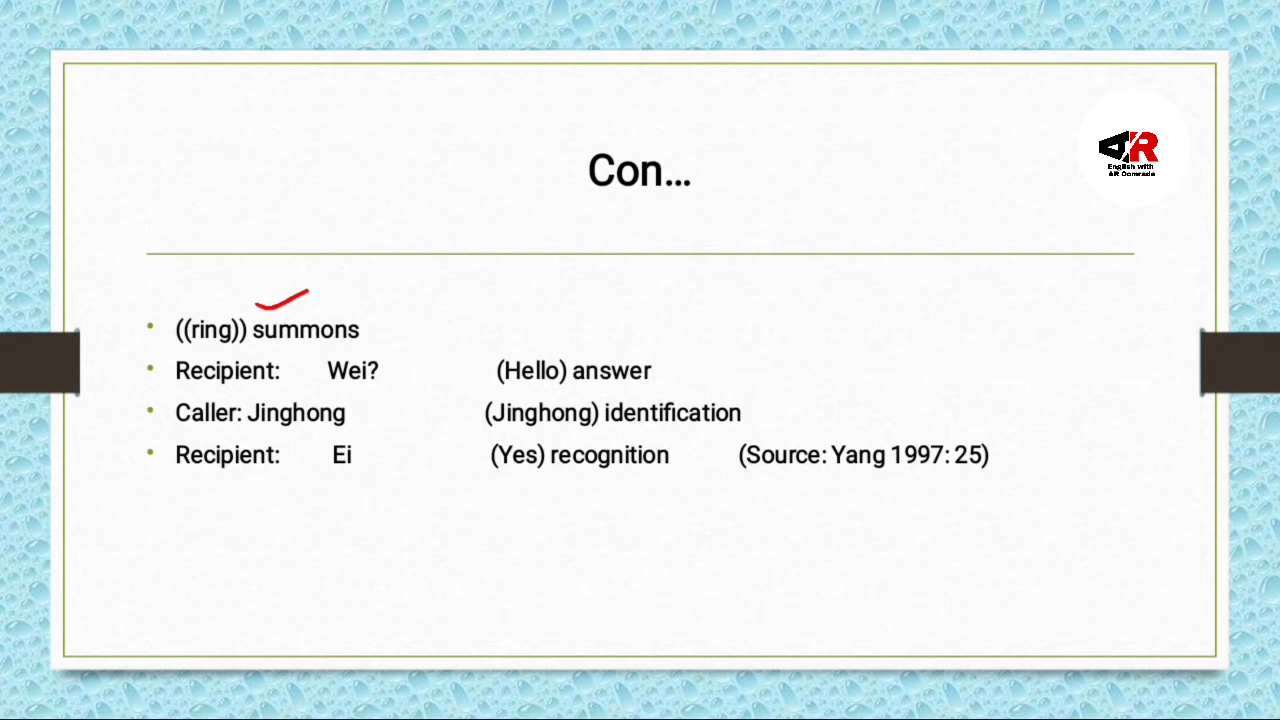 AR
English with
AR Comrade
Con...
((ring)) summons
Recipient: Wei? (Hello) answer
Caller: Jinghong (Jinghong) identification
Recipient: Ei (Yes) recognition (Source: Yang 1997: 25)